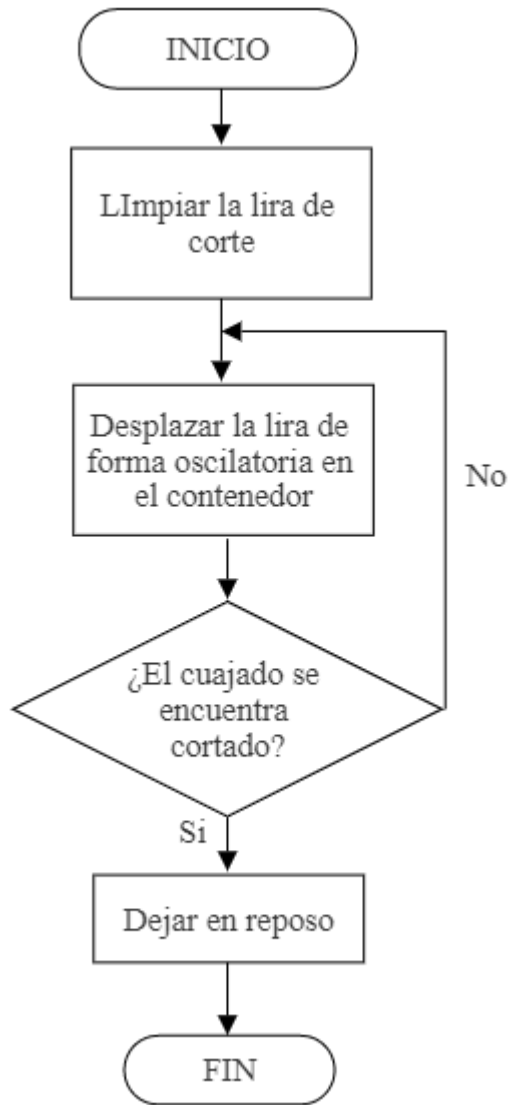 INICIO
LImpiar la lira de
corte
Desplazar la lira de
forma oscilatoria en
el contenedor
No
¿El cuajado se
encuentra
cortado?
Si
Dejar en reposo
FIN